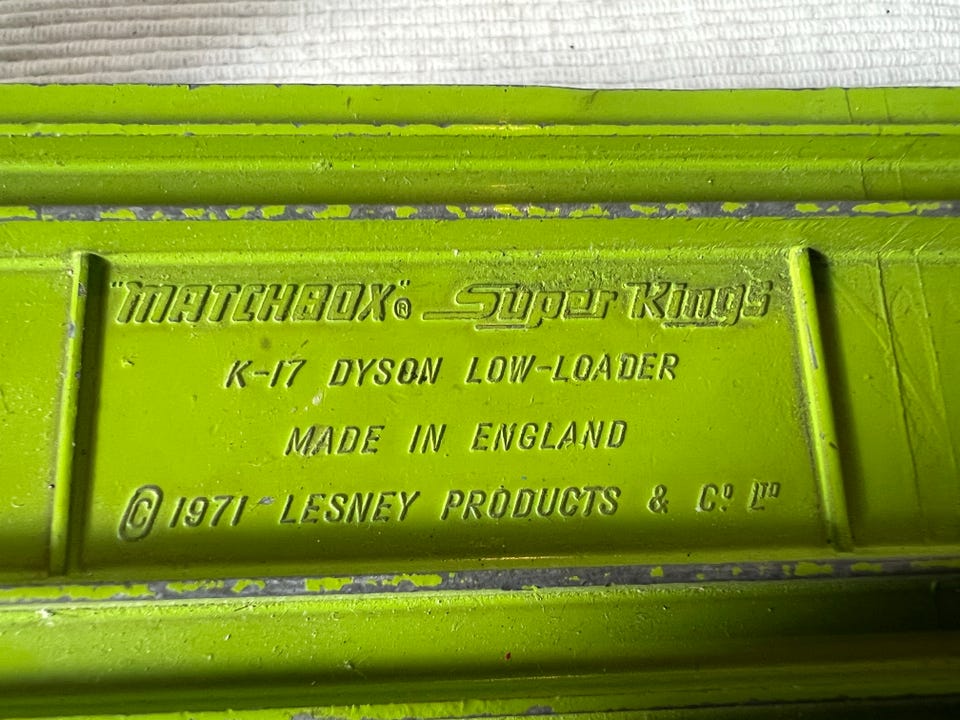 "MATCHBOX"® Super Kings
K-17 DYSON LOW-LOADER
MADE IN ENGLAND
© 1971 LESNEY PRODUCTS & Cº Lᵀᴰ